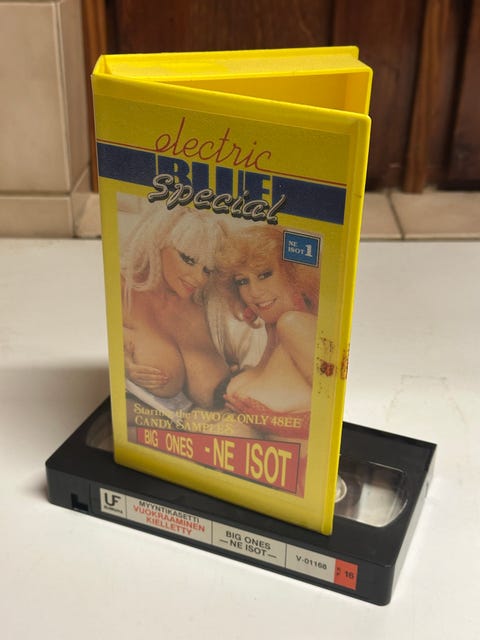 electric
BLUE
Special
NE
ISOT 1
Starring the TWO & ONLY 48EE
CANDY SAMPLES
BIG ONES - NE ISOT
UF
MYYNTIKASETTI
VUOKRAAMINEN
KIELLETTY
BIG ONES
— NE ISOT —
V-01168
16